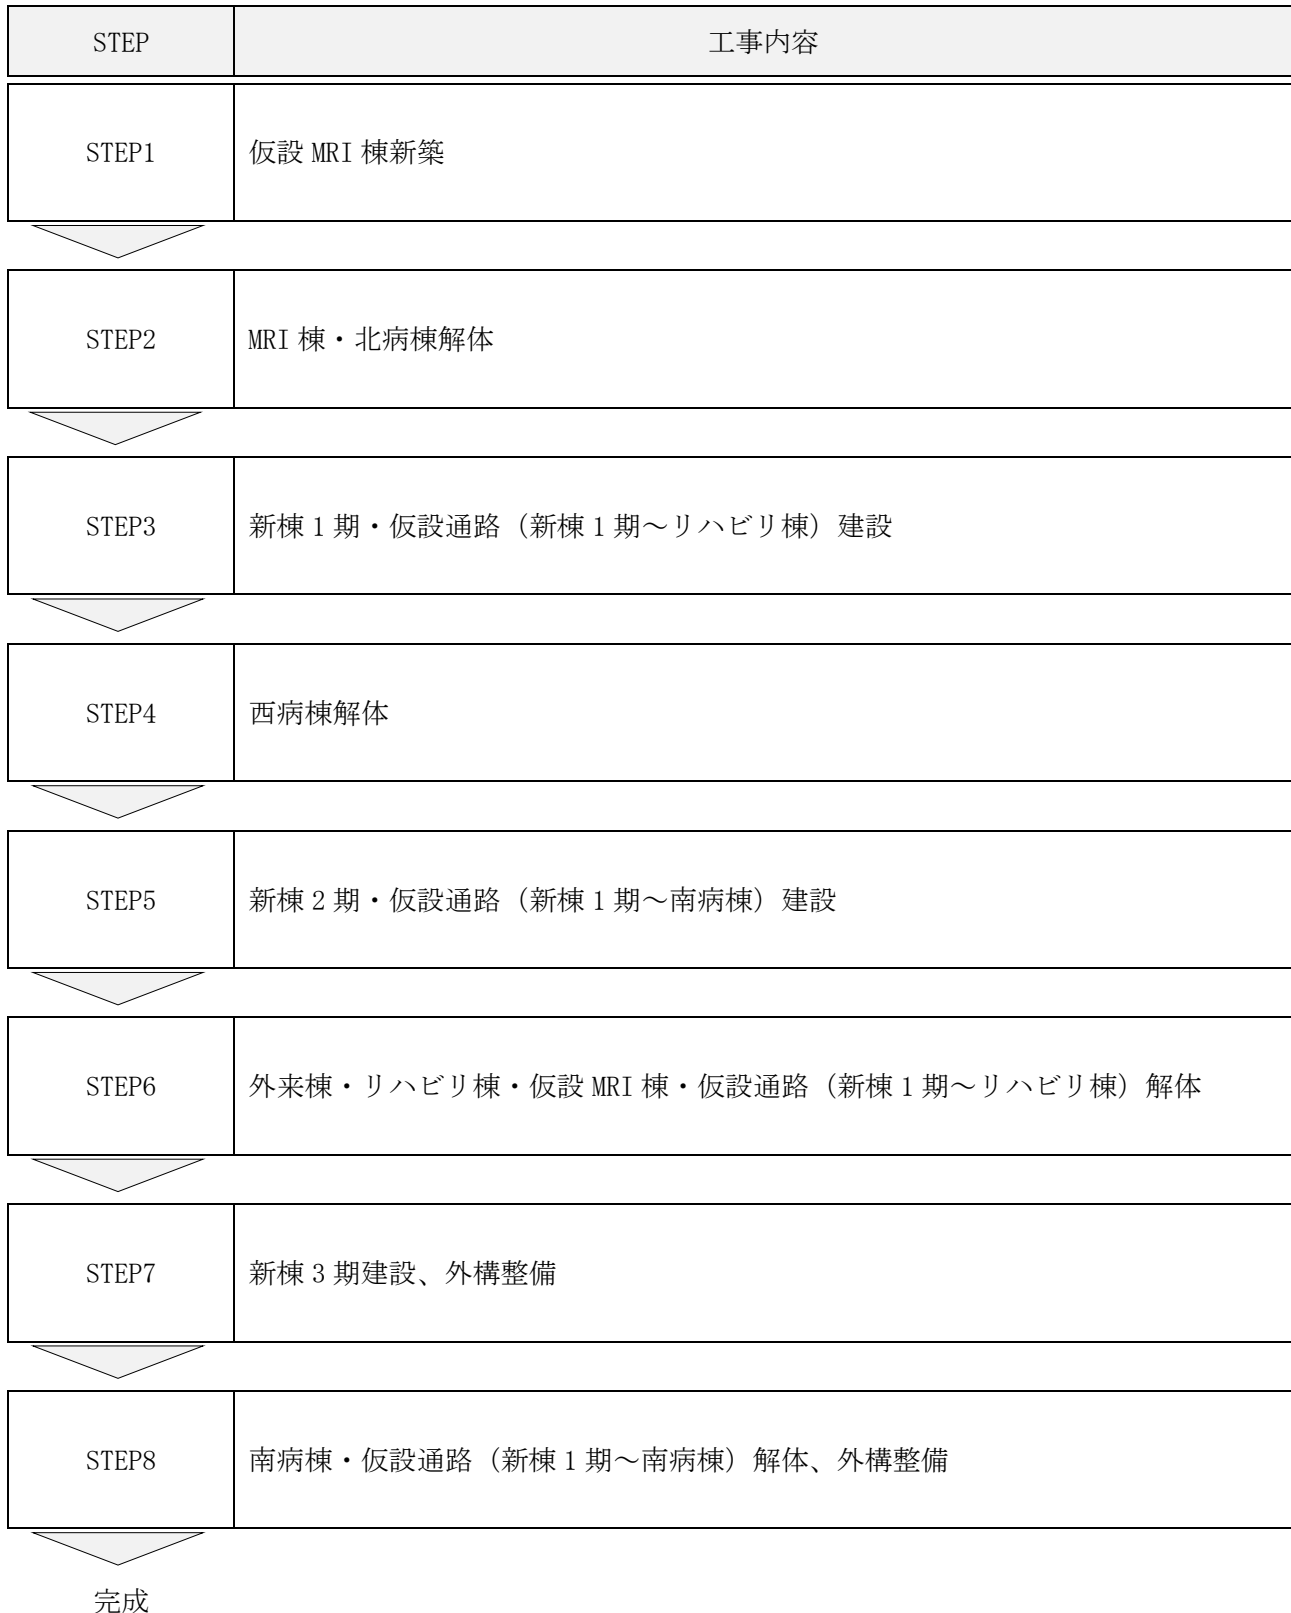 STEP 工事内容
STEP1 仮設 MRI 棟新築
STEP2 MRI 棟・北病棟解体
STEP3 新棟 1 期・仮設通路（新棟 1 期～リハビリ棟）建設
STEP4 西病棟解体
STEP5 新棟 2 期・仮設通路（新棟 1 期～南病棟）建設
STEP6 外来棟・リハビリ棟・仮設 MRI 棟・仮設通路（新棟 1 期～リハビリ棟）解体
STEP7 新棟 3 期建設、外構整備
STEP8 南病棟・仮設通路（新棟 1 期～南病棟）解体、外構整備
完成